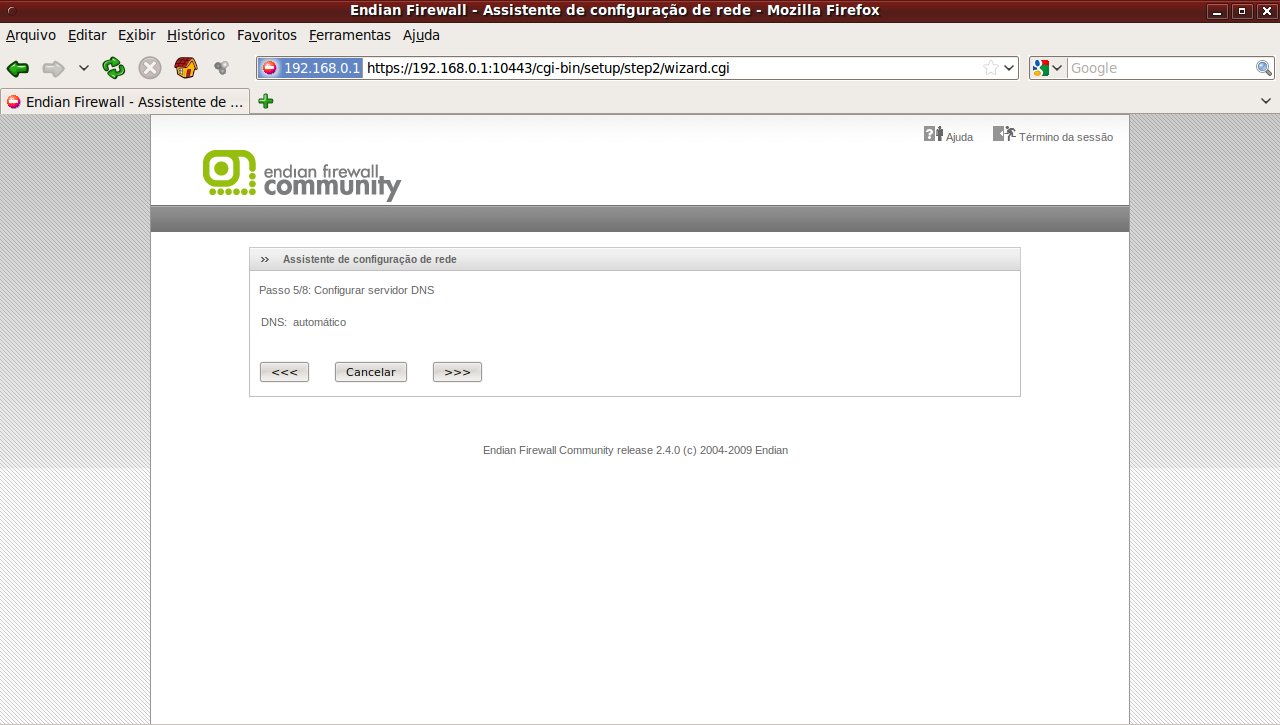 Endian Firewall - Assistente de configuração de rede - Mozilla Firefox
Arquivo Editar Exibir Histórico Favoritos Ferramentas Ajuda
192.168.0.1 https://192.168.0.1:10443/cgi-bin/setup/step2/wizard.cgi Google
Endian Firewall - Assistente de ...
Ajuda Término da sessão
endian firewall
community
Assistente de configuração de rede
Passo 5/8: Configurar servidor DNS
DNS: automático
<<< Cancelar >>>
Endian Firewall Community release 2.4.0 (c) 2004-2009 Endian